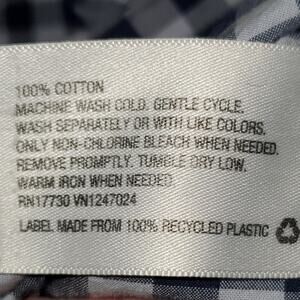 100% COTTON
MACHINE WASH COLD. GENTLE CYCLE.
WASH SEPARATELY OR WITH LIKE COLORS.
ONLY NON-CHLORINE BLEACH WHEN NEEDED.
REMOVE PROMPTLY. TUMBLE DRY LOW.
WARM IRON WHEN NEEDED.
RN17730 VN1247024
LABEL MADE FROM 100% RECYCLED PLASTIC